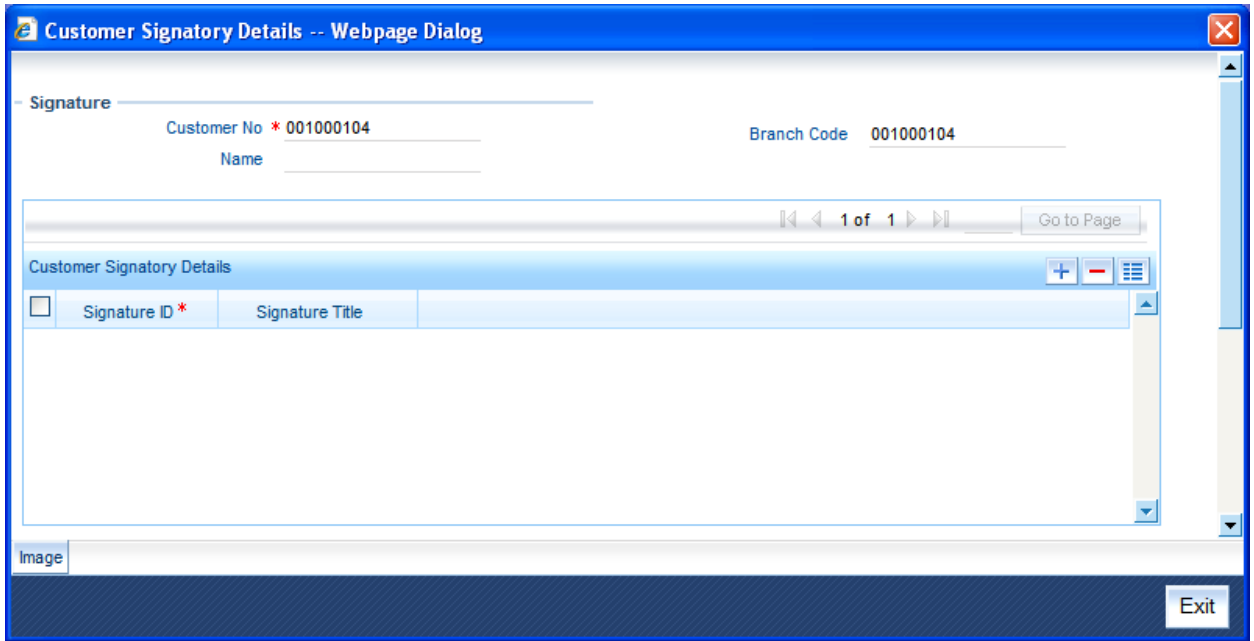 Customer Signatory Details -- Webpage Dialog
Signature
Customer No * 001000104
Branch Code 001000104
Name
1 of 1 Go to Page
Customer Signatory Details
Signature ID * Signature Title
Image
Exit